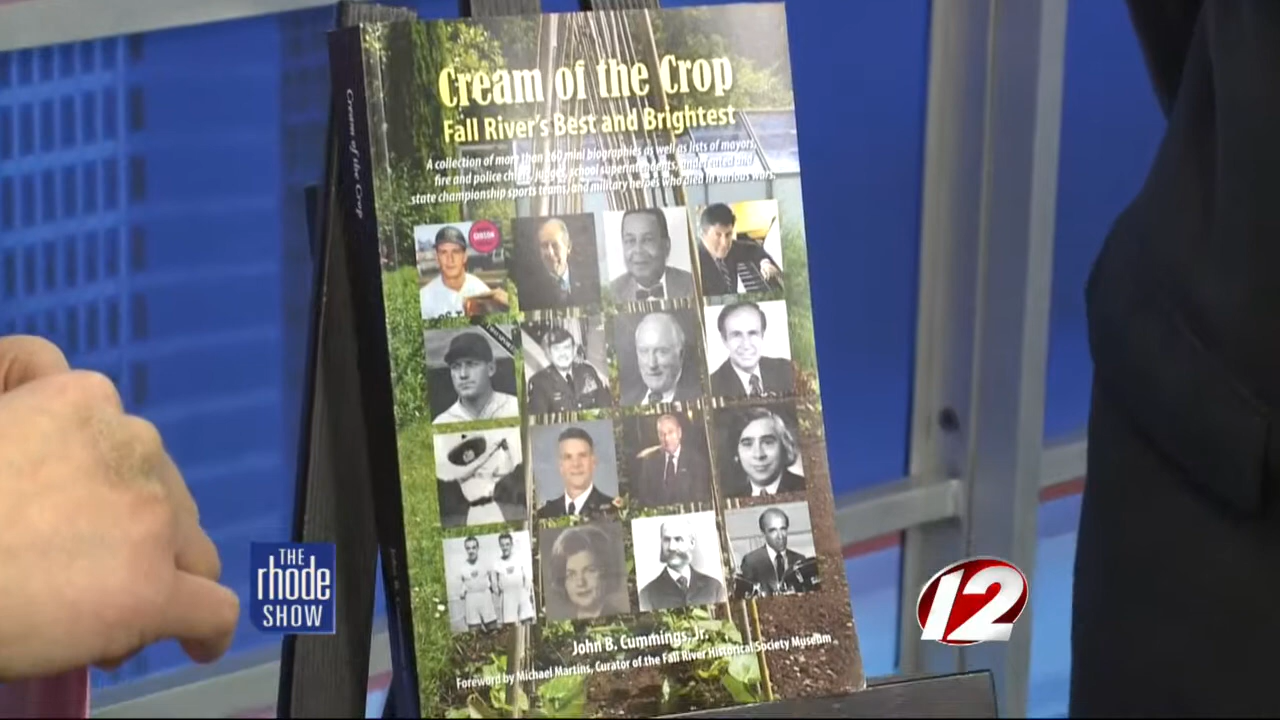 Cream of the Crop
Fall River's Best and Brightest
A collection of more than 160 mini biographies as well as lists of mayors,
fire and police chiefs, judges, school superintendents, undefeated and
state championship sports teams, and military heroes who died in various wars.
Cream of the Crop
John B. Cummings, Jr.
Foreword by Michael Martins, Curator of the Fall River Historical Society Museum
THE
rhode
SHOW
12